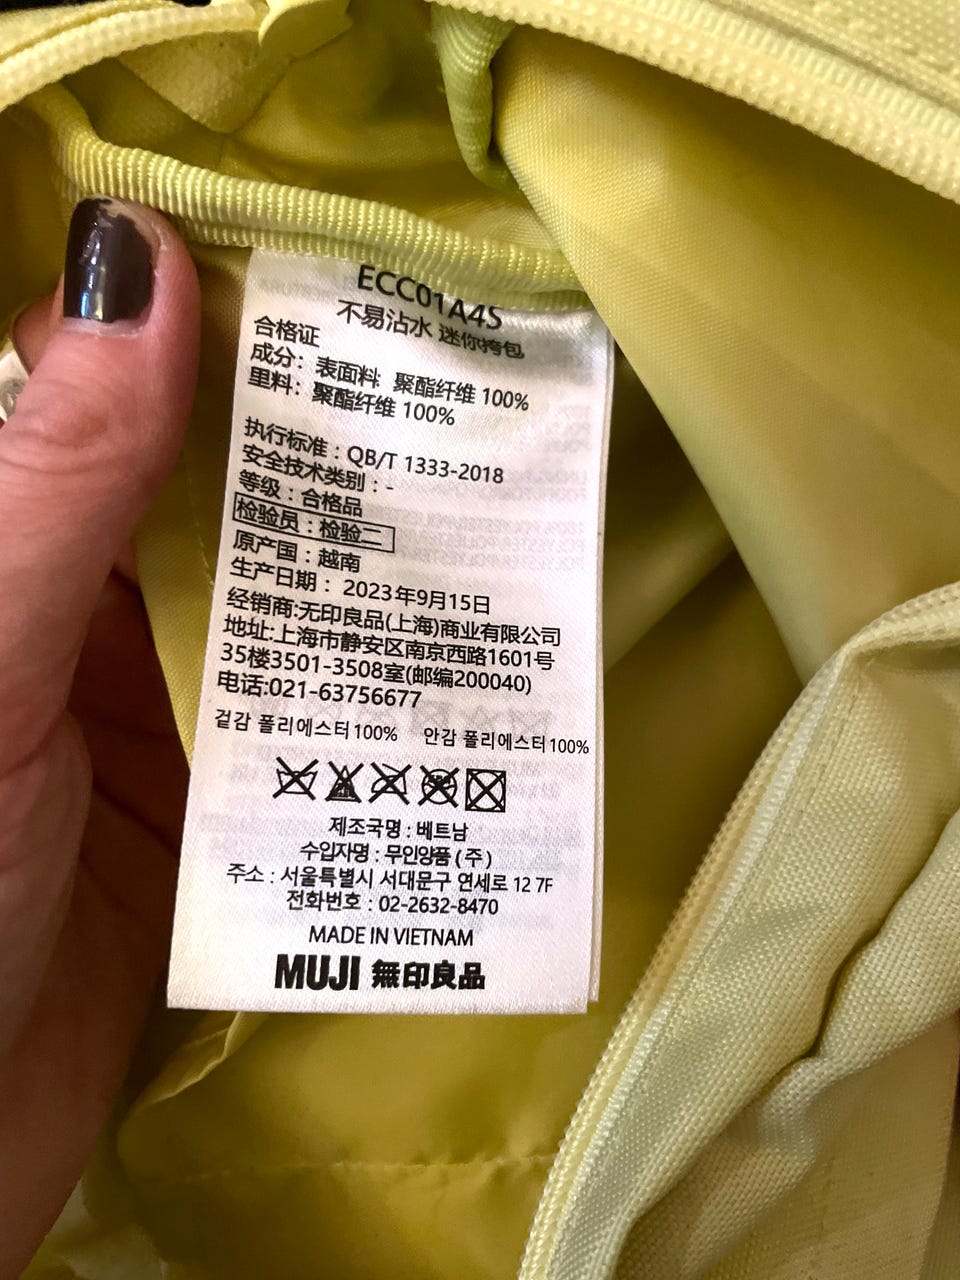 ECC01A4S
不易沾水 迷你挎包
合格证
成分：表面料 聚酯纤维 100%
里料：聚酯纤维 100%
执行标准：QB/T 1333-2018
安全技术类别：-
等级：合格品
检验员：检验二
原产国：越南
生产日期： 2023年9月15日
经销商:无印良品(上海)商业有限公司
地址:上海市静安区南京西路1601号
35楼3501-3508室(邮编200040)
电话:021-63756677
겉감 폴리에스터100% 안감 폴리에스터100%
제조국명 : 베트남
수입자명 : 무인양품 (주)
주소 : 서울특별시 서대문구 연세로 12 7F
전화번호 : 02-2632-8470
MADE IN VIETNAM
MUJI 無印良品